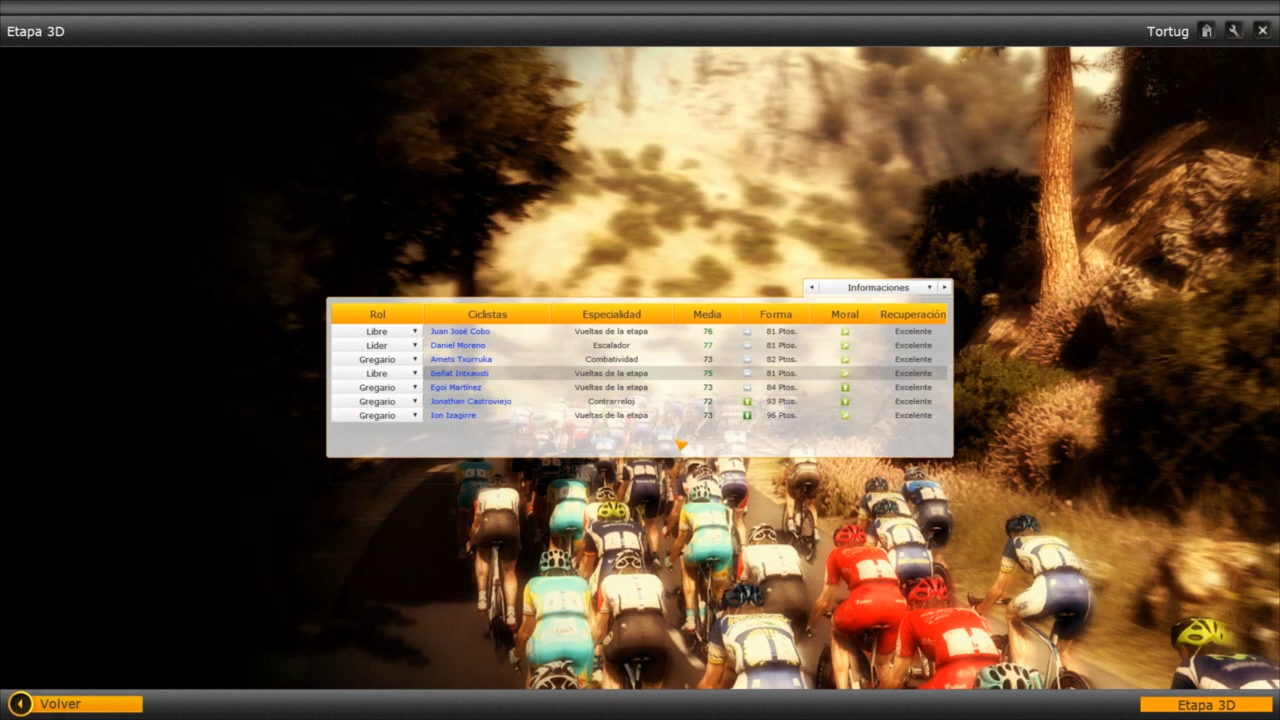 Etapa 3D
Tortug
Informaciones
Rol Ciclistas Especialidad Media Forma Moral Recuperación
Libre Juan José Cobo Vueltas de la etapa 76 81 Ptos. Excelente
Líder Daniel Moreno Escalador 77 81 Ptos. Excelente
Gregario Amets Txurruka Combatividad 73 82 Ptos. Excelente
Libre Beñat Intxausti Vueltas de la etapa 75 81 Ptos. Excelente
Gregario Egoi Martínez Vueltas de la etapa 73 84 Ptos. Excelente
Gregario Jonathan Castroviejo Contrarreloj 72 93 Ptos. Excelente
Gregario Ion Izagirre Vueltas de la etapa 73 96 Ptos. Excelente
Volver
Etapa 3D